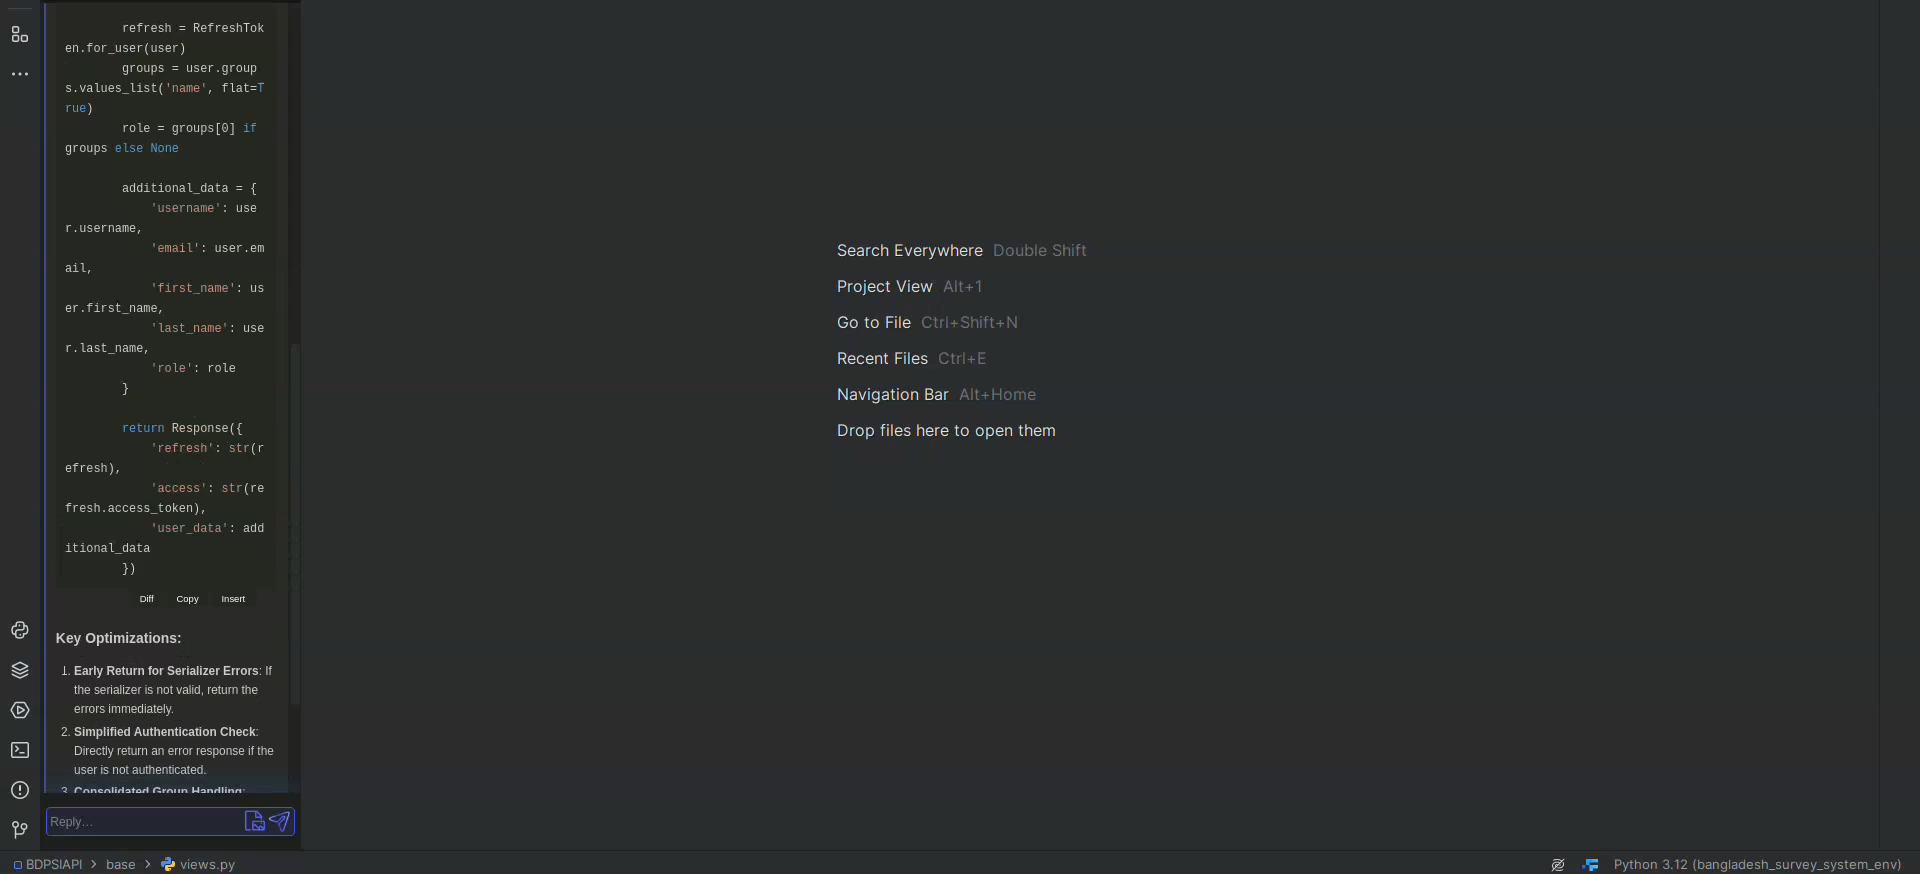 refresh = RefreshTok
en.for_user(user)
        groups = user.group
s.values_list('name', flat=T
rue)
        role = groups[0] if
groups else None
        additional_data = {
            'username': use
r.username,
            'email': user.em
ail,
            'first_name': us
er.first_name,
            'last_name': use
r.last_name,
            'role': role
        }
        return Response({
            'refresh': str(r
efresh),
            'access': str(re
fresh.access_token),
            'user_data': add
itional_data
        })
Diff Copy Insert
Key Optimizations:
1. Early Return for Serializer Errors: If
the serializer is not valid, return the
errors immediately.
2. Simplified Authentication Check:
Directly return an error response if the
user is not authenticated.
3. Consolidated Group Handling:
Reply...
Search Everywhere Double Shift
Project View Alt+1
Go to File Ctrl+Shift+N
Recent Files Ctrl+E
Navigation Bar Alt+Home
Drop files here to open them
BDPSIAPI > base > views.py
Python 3.12 (bangladesh_survey_system_env)